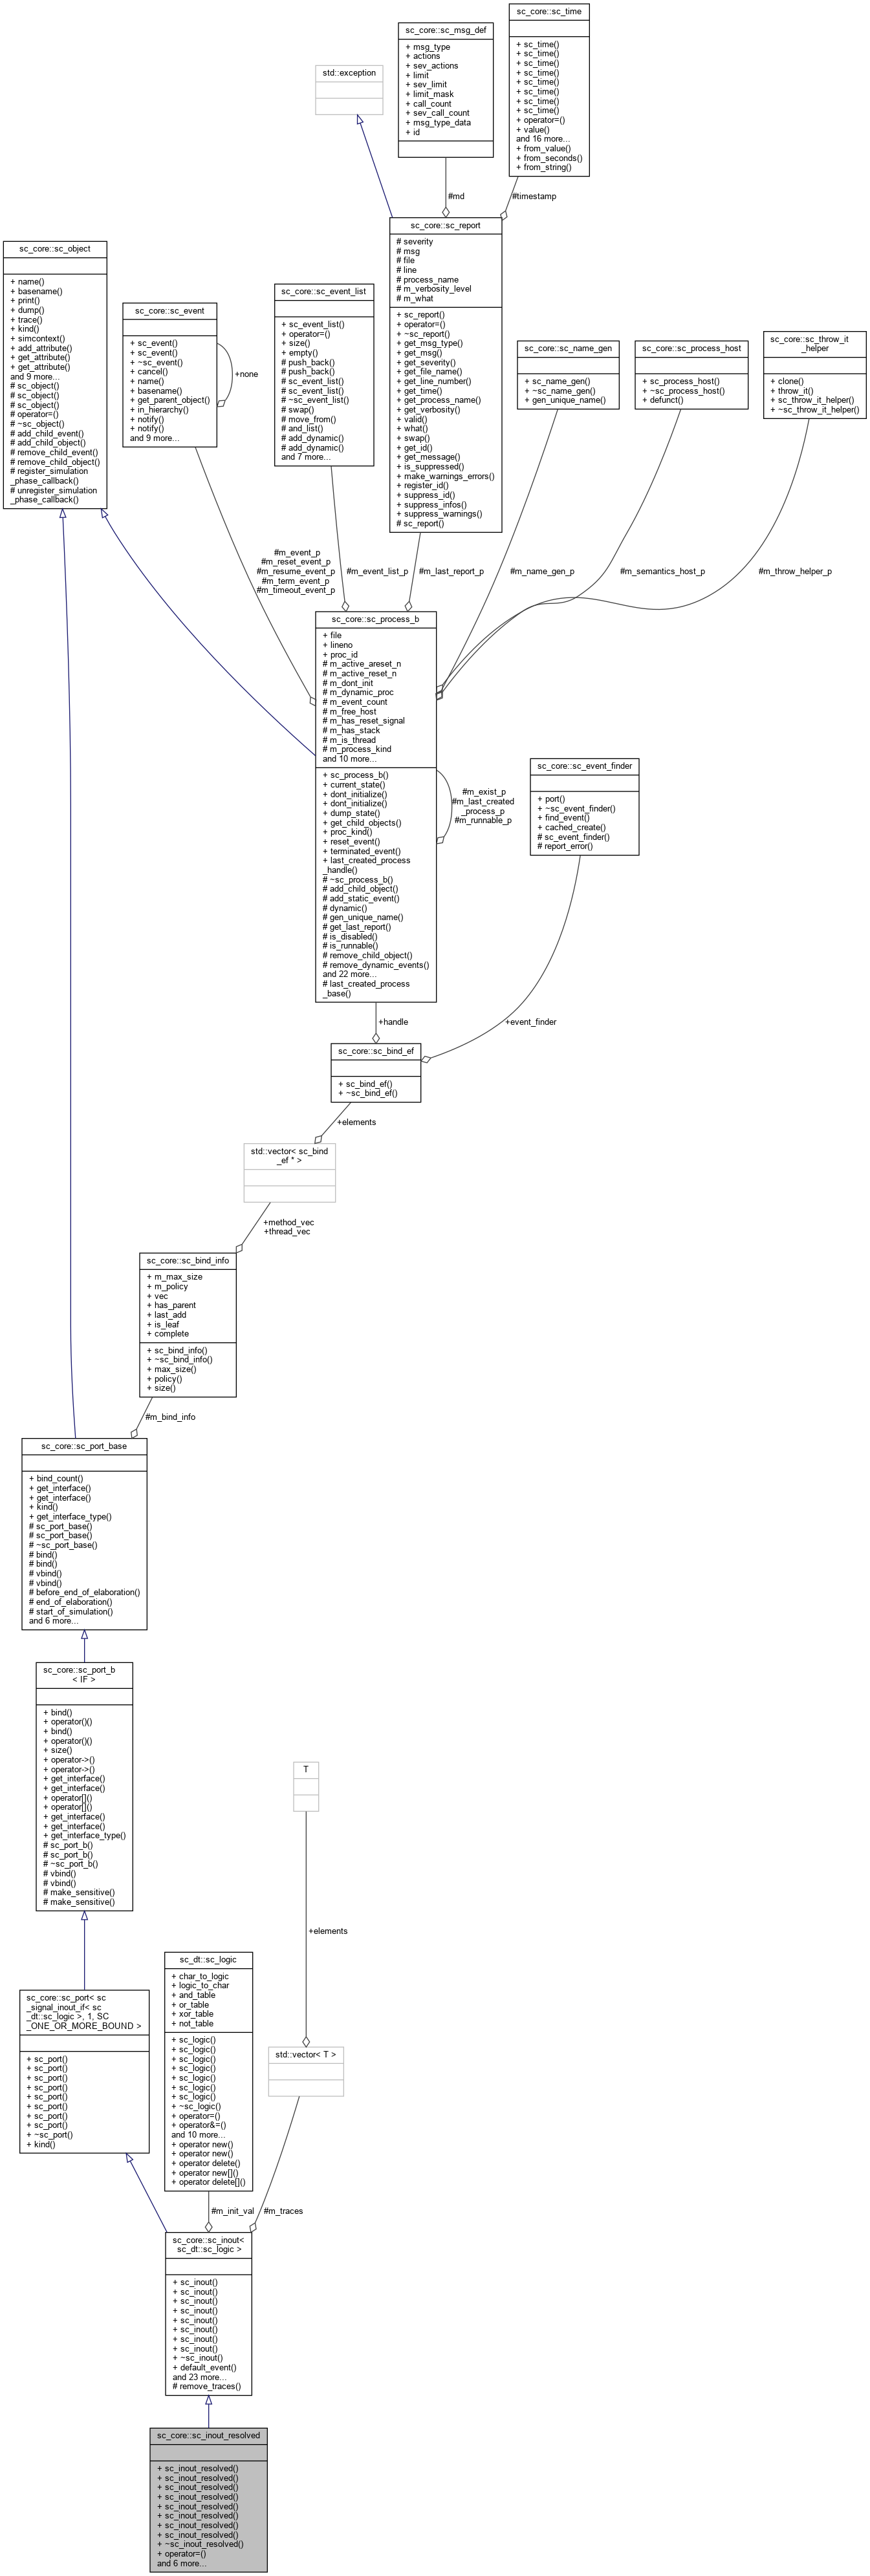 sc_core::sc_time
+ sc_time()
+ sc_time()
+ sc_time()
+ sc_time()
+ sc_time()
+ sc_time()
+ sc_time()
+ sc_time()
+ operator=()
+ value()
and 16 more...
+ from_value()
+ from_seconds()
+ from_string()
sc_core::sc_msg_def
+ msg_type
+ actions
+ sev_actions
+ limit
+ sev_limit
+ limit_mask
+ call_count
+ sev_call_count
+ msg_type_data
+ id
std::exception
#md
#timestamp
sc_core::sc_report
# severity
# msg
# file
# line
# process_name
# m_verbosity_level
# m_what
+ sc_report()
+ operator=()
+ ~sc_report()
+ get_msg_type()
+ get_msg()
+ get_severity()
+ get_file_name()
+ get_line_number()
+ get_time()
+ get_process_name()
+ get_verbosity()
+ valid()
+ what()
+ swap()
+ get_id()
+ get_message()
+ is_suppressed()
+ make_warnings_errors()
+ register_id()
+ suppress_id()
+ suppress_infos()
+ suppress_warnings()
# sc_report()
sc_core::sc_object
+ name()
+ basename()
+ print()
+ dump()
+ trace()
+ kind()
+ simcontext()
+ add_attribute()
+ get_attribute()
+ get_attribute()
and 9 more...
# sc_object()
# sc_object()
# sc_object()
# operator=()
# ~sc_object()
# add_child_event()
# add_child_object()
# remove_child_event()
# remove_child_object()
# register_simulation
_phase_callback()
# unregister_simulation
_phase_callback()
sc_core::sc_event
+ sc_event()
+ sc_event()
+ ~sc_event()
+ cancel()
+ name()
+ basename()
+ get_parent_object()
+ in_hierarchy()
+ notify()
+ notify()
and 9 more...
+none
sc_core::sc_event_list
+ sc_event_list()
+ operator=()
+ size()
+ empty()
# push_back()
# push_back()
# sc_event_list()
# sc_event_list()
# ~sc_event_list()
# swap()
# move_from()
# and_list()
# add_dynamic()
# add_dynamic()
and 7 more...
sc_core::sc_name_gen
+ sc_name_gen()
+ ~sc_name_gen()
+ gen_unique_name()
sc_core::sc_process_host
+ sc_process_host()
+ ~sc_process_host()
+ defunct()
sc_core::sc_throw_it
_helper
+ clone()
+ throw_it()
+ sc_throw_it_helper()
+ ~sc_throw_it_helper()
#m_event_p
#m_reset_event_p
#m_resume_event_p
#m_term_event_p
#m_timeout_event_p
#m_event_list_p
#m_last_report_p
#m_name_gen_p
#m_semantics_host_p
#m_throw_helper_p
sc_core::sc_process_b
+ file
+ lineno
+ proc_id
# m_active_areset_n
# m_active_reset_n
# m_dont_init
# m_dynamic_proc
# m_event_count
# m_free_host
# m_has_reset_signal
# m_has_stack
# m_is_thread
# m_process_kind
and 10 more...
+ sc_process_b()
+ current_state()
+ dont_initialize()
+ dont_initialize()
+ dump_state()
+ get_child_objects()
+ proc_kind()
+ reset_event()
+ terminated_event()
+ last_created_process
_handle()
# ~sc_process_b()
# add_child_object()
# add_static_event()
# dynamic()
# gen_unique_name()
# get_last_report()
# is_disabled()
# is_runnable()
# remove_child_object()
# remove_dynamic_events()
and 22 more...
# last_created_process
_base()
#m_exist_p
#m_last_created
_process_p
#m_runnable_p
sc_core::sc_event_finder
+ port()
+ ~sc_event_finder()
+ find_event()
+ cached_create()
# sc_event_finder()
# report_error()
+handle
+event_finder
sc_core::sc_bind_ef
+ sc_bind_ef()
+ ~sc_bind_ef()
+elements
std::vector< sc_bind
_ef * >
+method_vec
+thread_vec
sc_core::sc_bind_info
+ m_max_size
+ m_policy
+ vec
+ has_parent
+ last_add
+ is_leaf
+ complete
+ sc_bind_info()
+ ~sc_bind_info()
+ max_size()
+ policy()
+ size()
#m_bind_info
sc_core::sc_port_base
+ bind_count()
+ get_interface()
+ get_interface()
+ kind()
+ get_interface_type()
# sc_port_base()
# sc_port_base()
# ~sc_port_base()
# bind()
# bind()
# vbind()
# vbind()
# before_end_of_elaboration()
# end_of_elaboration()
# start_of_simulation()
and 6 more...
sc_core::sc_port_b
< IF >
+ bind()
+ operator()()
+ bind()
+ operator()()
+ size()
+ operator->()
+ operator->()
+ get_interface()
+ get_interface()
+ operator[]()
+ operator[]()
+ get_interface()
+ get_interface()
+ get_interface_type()
# sc_port_b()
# sc_port_b()
# ~sc_port_b()
# vbind()
# vbind()
# make_sensitive()
# make_sensitive()
T
+elements
sc_core::sc_port< sc
_signal_inout_if< sc
_dt::sc_logic >, 1, SC
_ONE_OR_MORE_BOUND >
+ sc_port()
+ sc_port()
+ sc_port()
+ sc_port()
+ sc_port()
+ sc_port()
+ sc_port()
+ sc_port()
+ ~sc_port()
+ kind()
sc_dt::sc_logic
+ char_to_logic
+ logic_to_char
+ and_table
+ or_table
+ xor_table
+ not_table
+ sc_logic()
+ sc_logic()
+ sc_logic()
+ sc_logic()
+ sc_logic()
+ sc_logic()
+ sc_logic()
+ ~sc_logic()
+ operator=()
+ operator&=()
and 10 more...
+ operator new()
+ operator new()
+ operator delete()
+ operator new[]()
+ operator delete[]()
std::vector< T >
#m_init_val
#m_traces
sc_core::sc_inout<
sc_dt::sc_logic >
+ sc_inout()
+ sc_inout()
+ sc_inout()
+ sc_inout()
+ sc_inout()
+ sc_inout()
+ sc_inout()
+ sc_inout()
+ ~sc_inout()
+ default_event()
and 23 more...
# remove_traces()
sc_core::sc_inout_resolved
+ sc_inout_resolved()
+ sc_inout_resolved()
+ sc_inout_resolved()
+ sc_inout_resolved()
+ sc_inout_resolved()
+ sc_inout_resolved()
+ sc_inout_resolved()
+ sc_inout_resolved()
+ ~sc_inout_resolved()
+ operator=()
and 6 more...